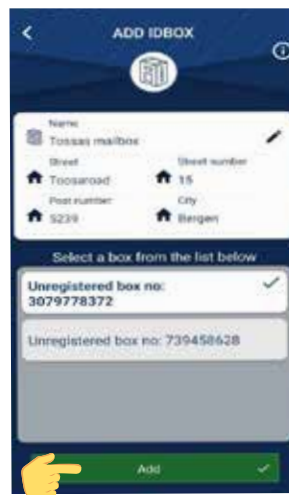 ADD IDBOX
Name
Tossas mailbox
Street Street number
Toosaroad 15
Post number City
5239 Bergen
Select a box from the list below
Unregistered box no:
3079778372
Unregistered box no: 739458628
Add